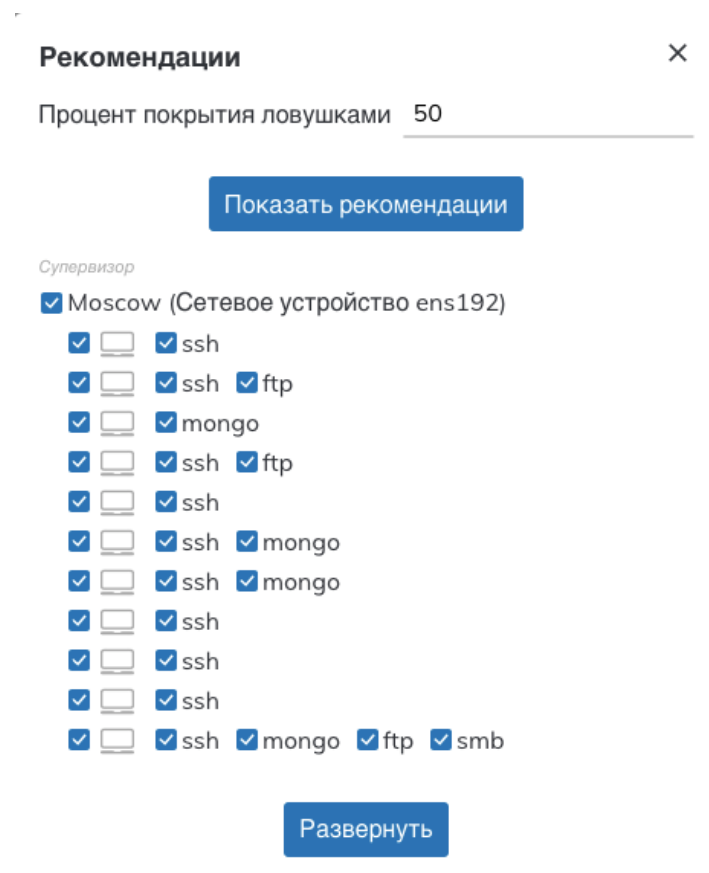 Рекомендации
Процент покрытия ловушками 50
Показать рекомендации
Супервизор
Moscow (Сетевое устройство ens192)
ssh
ssh ftp
mongo
ssh ftp
ssh
ssh mongo
ssh mongo
ssh
ssh
ssh
ssh mongo ftp smb
Развернуть